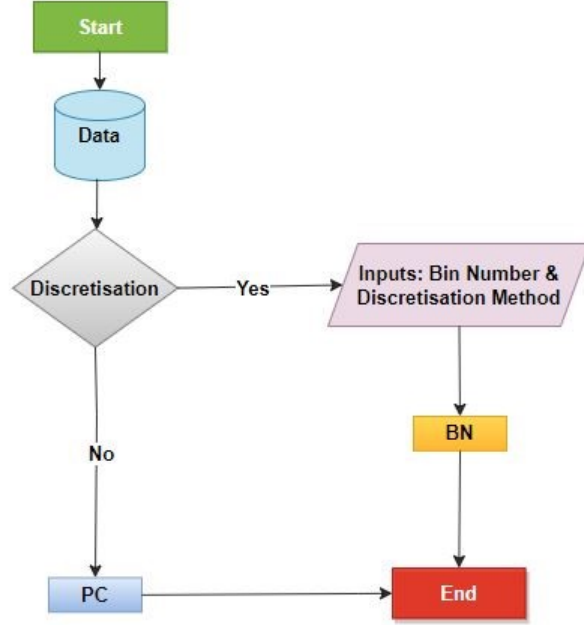 Start
Data
Discretisation
Yes
Inputs: Bin Number &
Discretisation Method
No
BN
PC
End